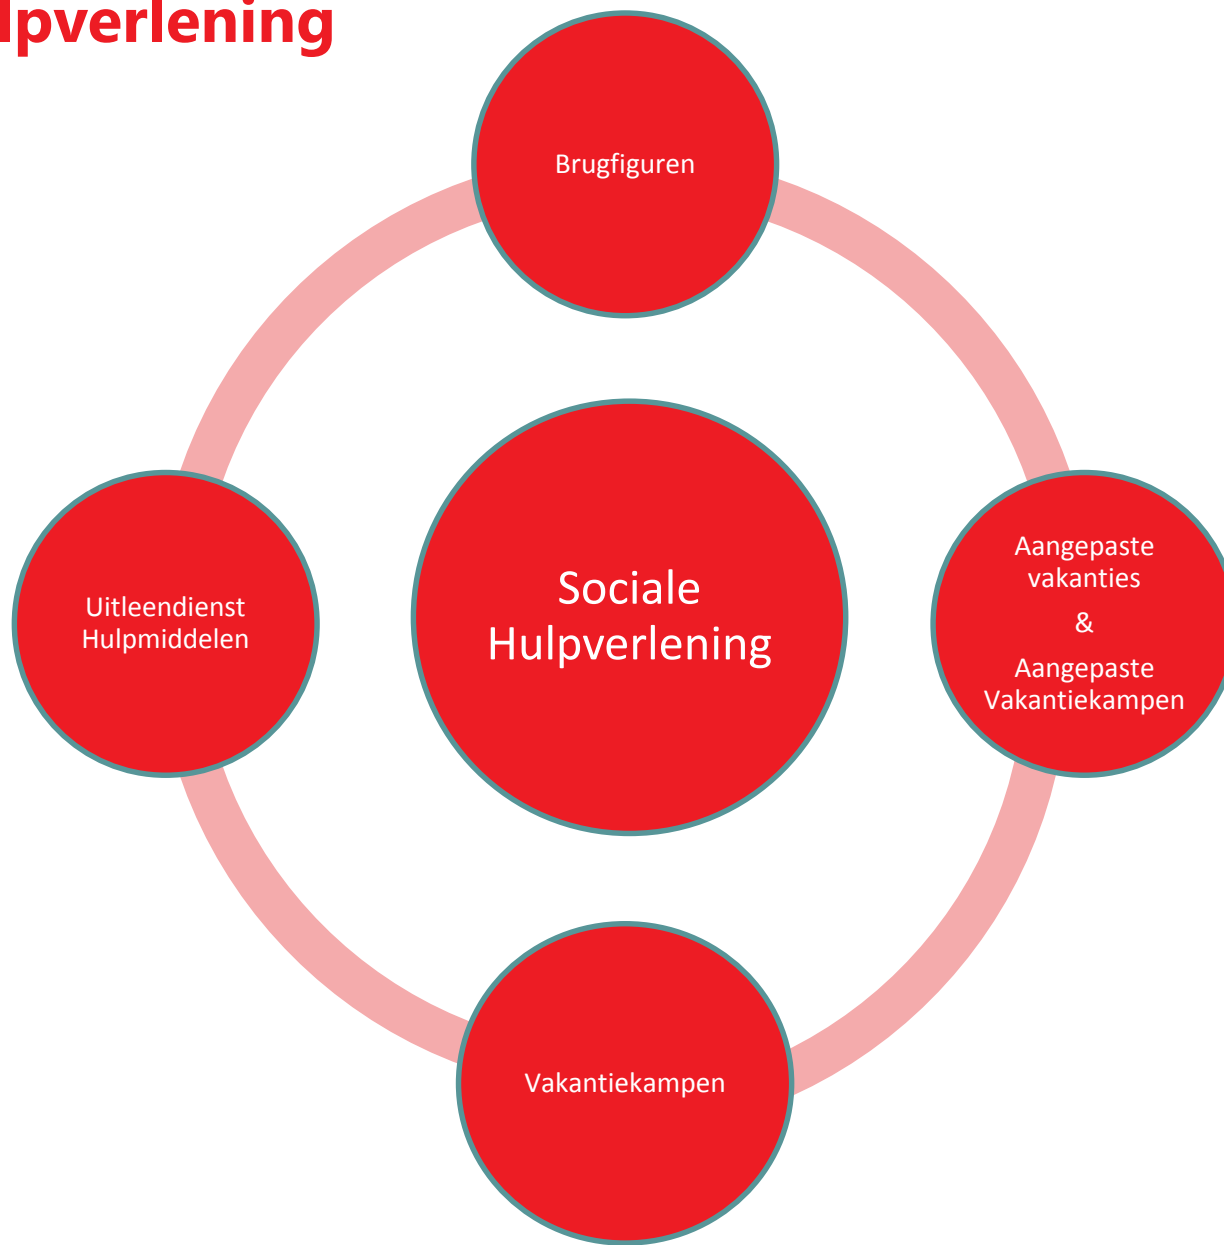 lpverlening
Brugfiguren
Aangepaste
vakanties
&
Aangepaste
Vakantiekampen
Sociale
Hulpverlening
Uitleendienst
Hulpmiddelen
Vakantiekampen